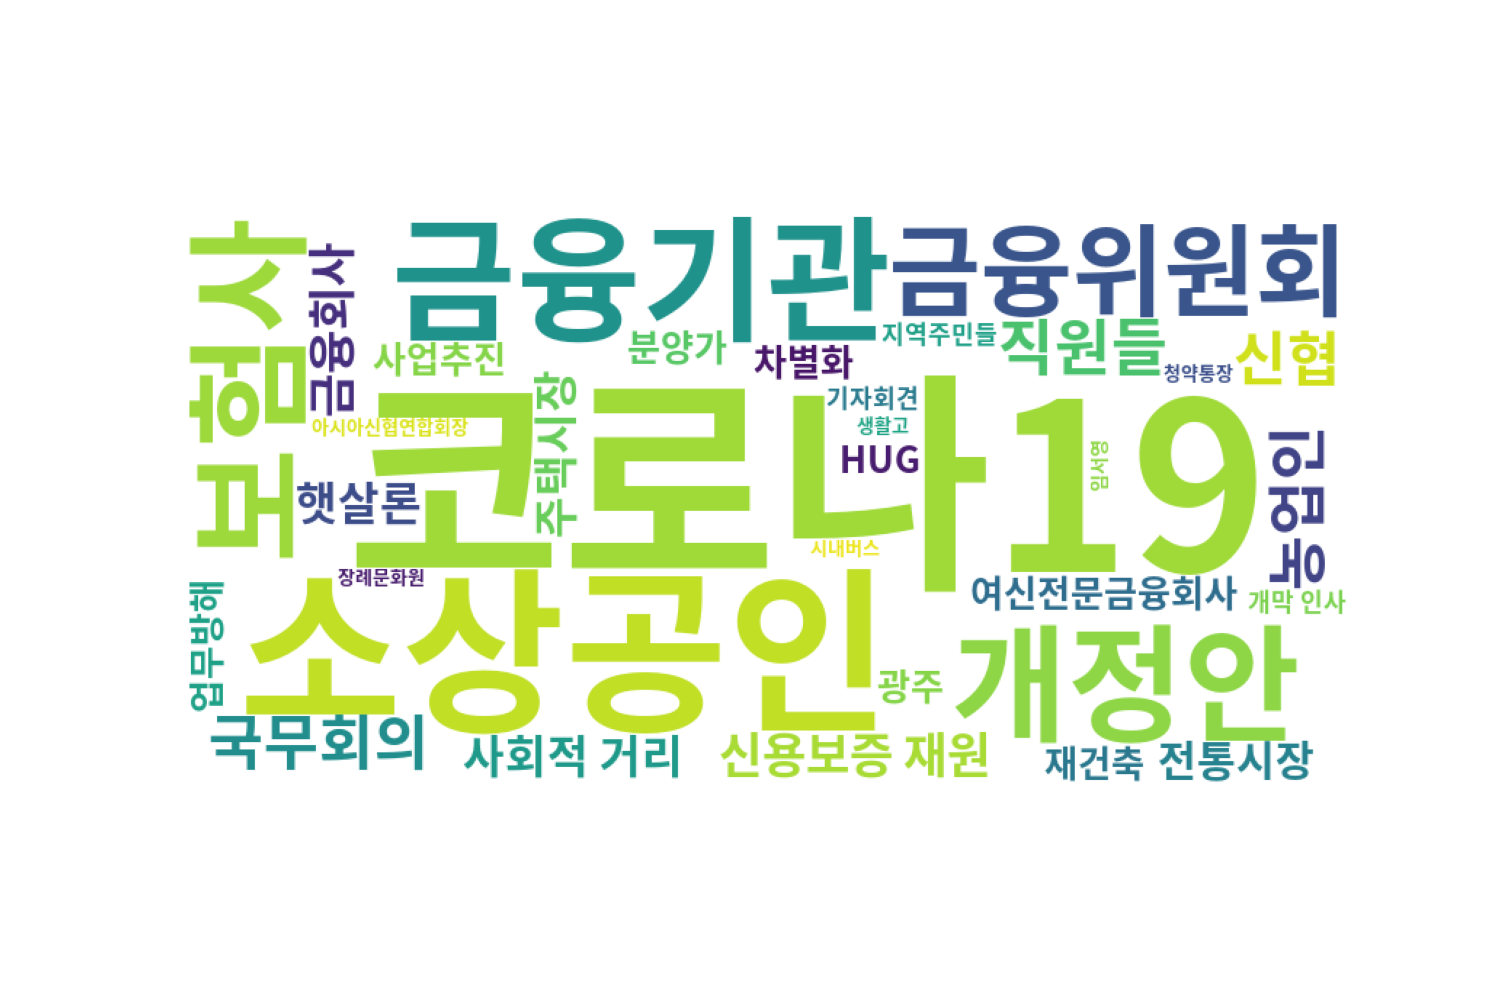 보험사
금융회사
금융기관
금융위원회
사업추진
분양가
차별화
지역주민들
직원들
청약통장
신협
아시아신협연합회장
주택시장
기자회견
생활고
HUG
코로나19
임서영
햇살론
농업인
시내버스
장례문화원
여신전문금융회사
개막 인사
업무방해
소상공인
광주
개정안
국무회의
사회적 거리
신용보증 재원
재건축
전통시장